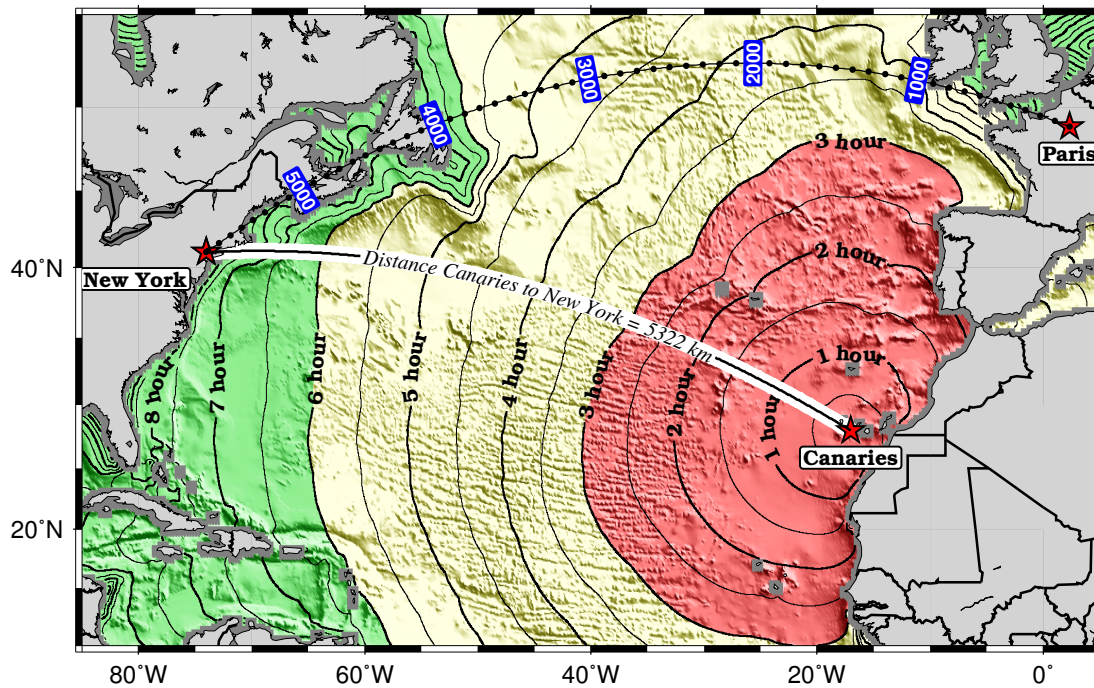 1000
2000
3000
4000
5000
Paris
3 hour
2 hour
1 hour
New York
Distance Canaries to New York = 5322 km
8 hour
7 hour
6 hour
5 hour
4 hour
3 hour
2 hour
1 hour
Canaries
40°N
20°N
80°W
60°W
40°W
20°W
0°